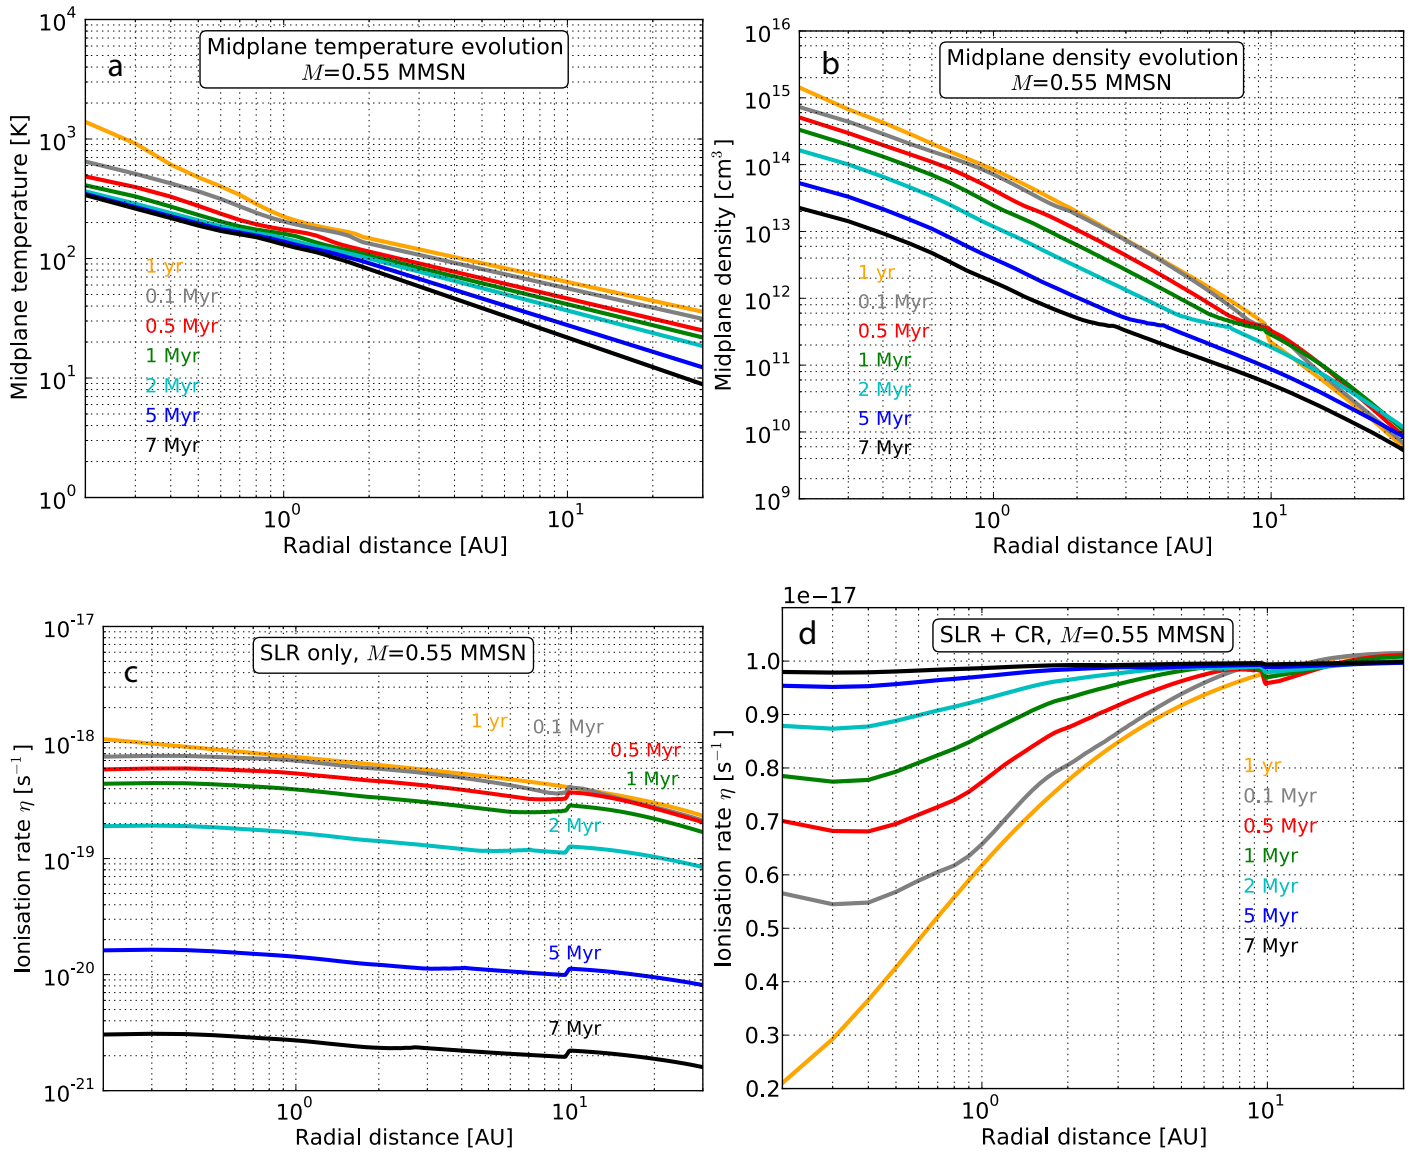 a
Midplane temperature evolution
M=0.55 MMSN
Midplane temperature [K]
10^4
10^3
10^2
10^1
10^0
1 yr
0.1 Myr
0.5 Myr
1 Myr
2 Myr
5 Myr
7 Myr
10^0
10^1
Radial distance [AU]
b
Midplane density evolution
M=0.55 MMSN
Midplane density [cm^3]
10^16
10^15
10^14
10^13
10^12
10^11
10^10
10^9
1 yr
0.1 Myr
0.5 Myr
1 Myr
2 Myr
5 Myr
7 Myr
10^0
10^1
Radial distance [AU]
c
SLR only, M=0.55 MMSN
Ionisation rate η [s^−1]
10^-17
10^-18
10^-19
10^-20
10^-21
1 yr
0.1 Myr
0.5 Myr
1 Myr
2 Myr
5 Myr
7 Myr
10^0
10^1
Radial distance [AU]
1e−17
d
SLR + CR, M=0.55 MMSN
Ionisation rate η [s^−1]
1.0
0.9
0.8
0.7
0.6
0.5
0.4
0.3
0.2
1 yr
0.1 Myr
0.5 Myr
1 Myr
2 Myr
5 Myr
7 Myr
10^0
10^1
Radial distance [AU]